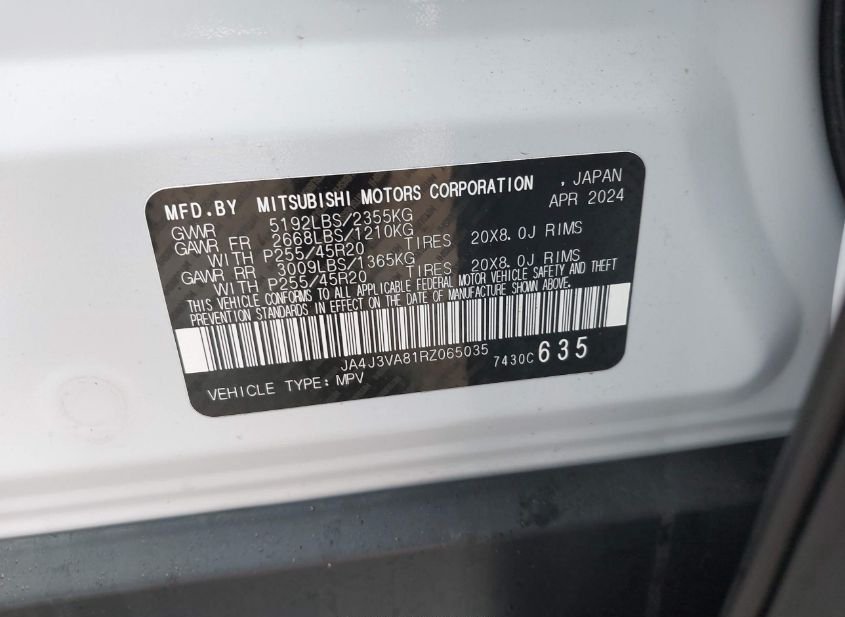 MFD.BY MITSUBISHI MOTORS CORPORATION , JAPAN
GVWR 5192LBS/2355KG APR 2024
GAWR FR 2668LBS/1210KG
WITH P255/45R20 TIRES 20X8.0J RIMS
GAWR RR 3009LBS/1365KG
WITH P255/45R20 TIRES 20X8.0J RIMS
THIS VEHICLE CONFORMS TO ALL APPLICABLE FEDERAL MOTOR VEHICLE SAFETY AND THEFT
PREVENTION STANDARDS IN EFFECT ON THE DATE OF MANUFACTURE SHOWN ABOVE.
JA4J3VA81RZ065035 7430C 635
VEHICLE TYPE: MPV